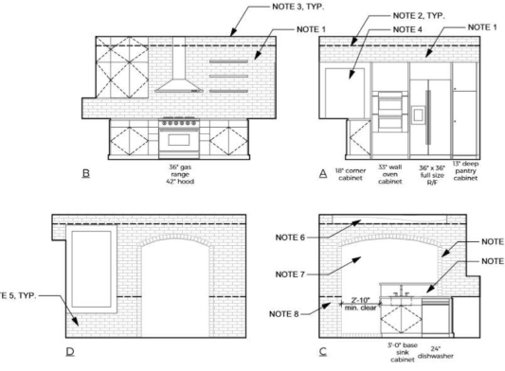 NOTE 3, TYP.
NOTE 1
36" gas
range
42" hood
B
NOTE 2, TYP.
NOTE 4
NOTE 1
A
18" corner
cabinet
33" wall
oven
cabinet
36" x 36"
full size
R/F
13" deep
pantry
cabinet
TE 5, TYP.
D
NOTE 6
NOTE 7
NOTE 8
NOTE
NOTE
2'-10"
min. clear
C
3'-0" base
sink
cabinet
24"
dishwasher